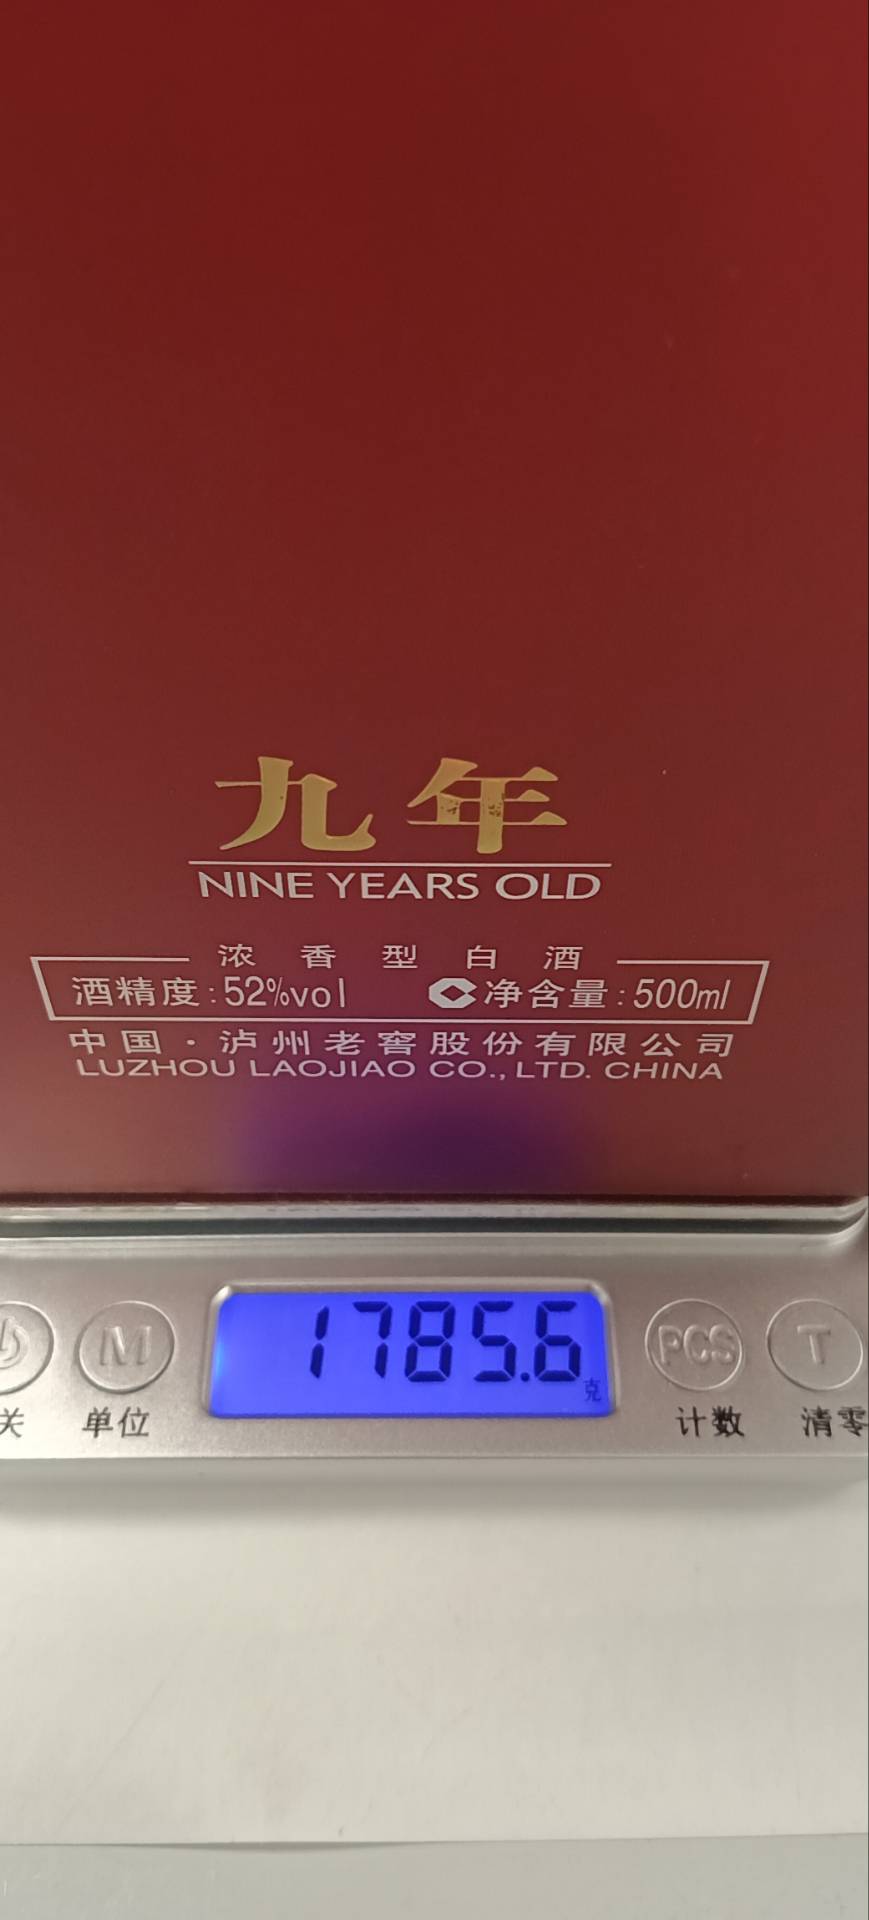 九年
NINE YEARS OLD
浓香型白酒
酒精度:52%vol 净含量:500ml
中国·泸州老窖股份有限公司
LUZHOU LAOJIAO CO.,LTD. CHINA
1785.6
克
M PCS T
关 单位 计数 清零